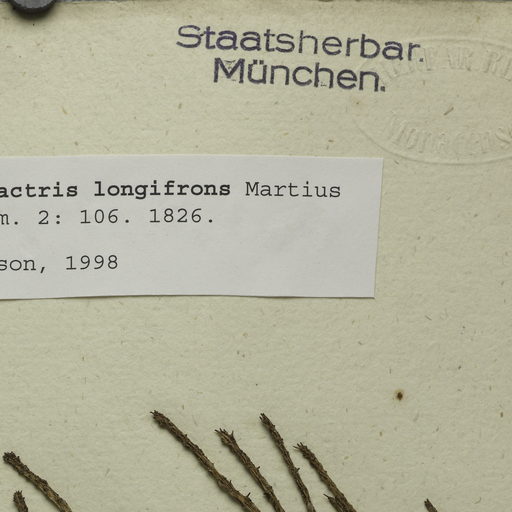 Staatsherbar.
München.
actris longifrons Martius
m. 2: 106. 1826.
son, 1998